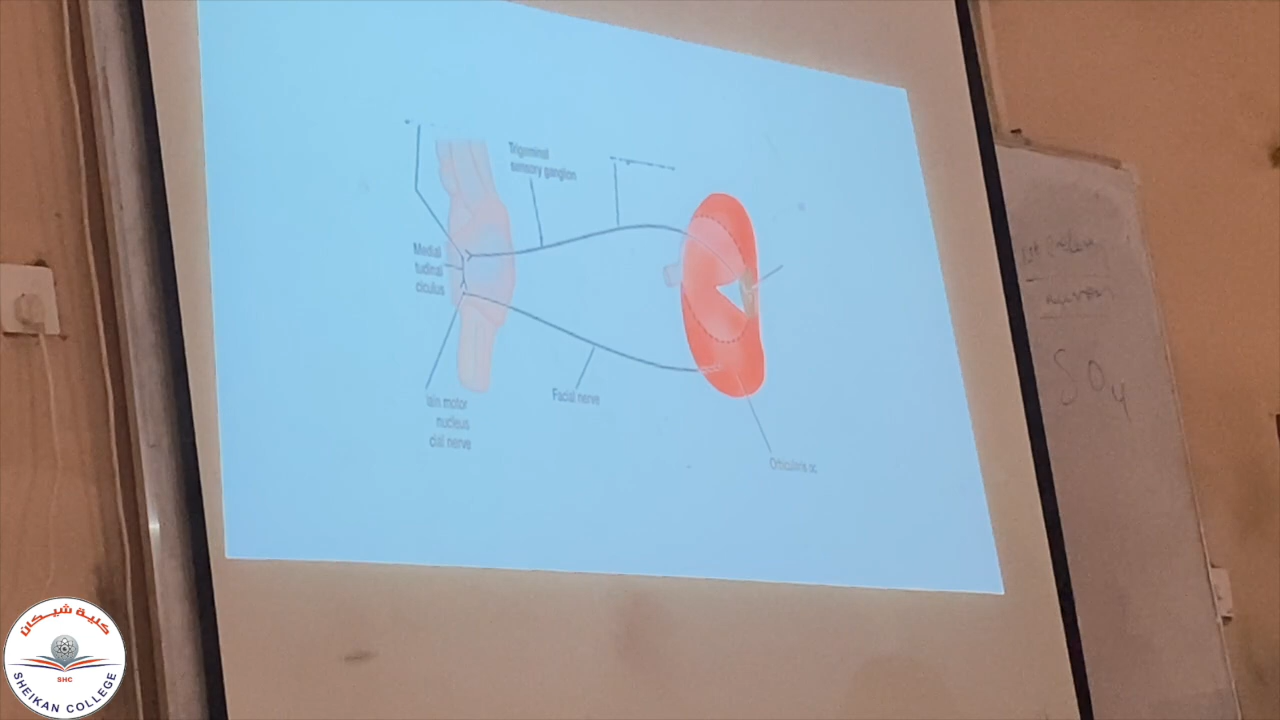 Trigeminal
sensory ganglion
Medial
tudinal
ciculus
lain motor
nucleus
cial nerve
Facial nerve
Orbicularis oc
SO4
كلية شيكان
SHC
SHEIKAN COLLEGE